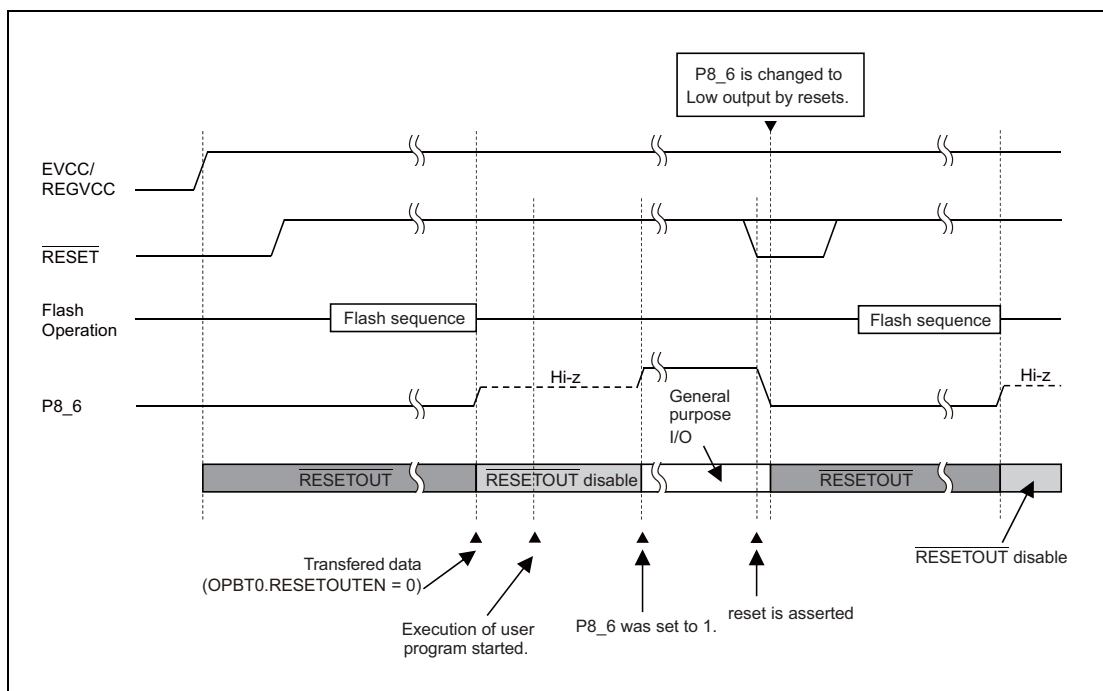 P8_6 is changed to
Low output by resets.
EVCC/
REGVCC
RESET
Flash
Operation
Flash sequence
Flash sequence
Hi-z
Hi-z
P8_6
General
purpose
I/O
RESETOUT
RESETOUT disable
RESETOUT
RESETOUT disable
Transfered data
(OPBT0.RESETOUTEN = 0)
Execution of user
program started.
P8_6 was set to 1.
reset is asserted